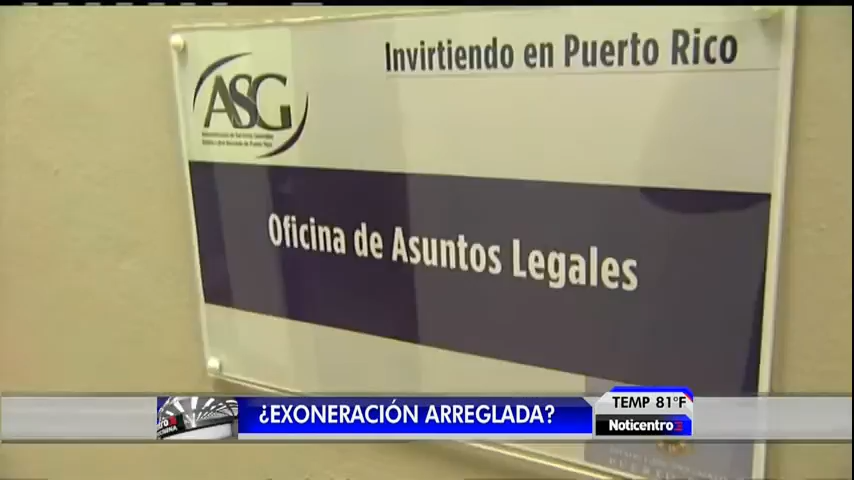 Invirtiendo en Puerto Rico
ASG
Oficina de Asuntos Legales
¿EXONERACIÓN ARREGLADA?
TEMP 81°F
Noticentro